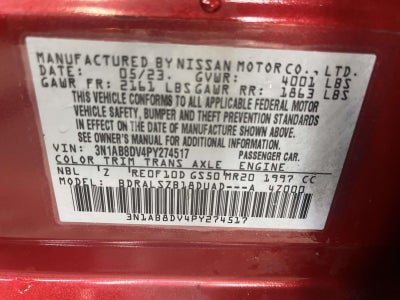 MANUFACTURED BY NISSAN MOTOR CO., LTD.
DATE: 05/23. GVWR: 4001 LBS
GAWR FR: 2161 LBS GAWR RR: 1863 LBS
THIS VEHICLE CONFORMS TO ALL APPLICABLE FEDERAL MOTOR
VEHICLE SAFETY, BUMPER AND THEFT PREVENTION STANDARDS
IN EFFECT ON THE DATE OF MANUFACTURE SHOWN ABOVE.
SEE OWNER'S MANUAL FOR ADDITIONAL INFORMATION.
VIN: 3N1AB8DV4PY274517 PASSENGER CAR.
COLOR TRIM TRANS AXLE ENGINE
NBL Z RE0F10D GS50 MR20 1997 CC
MODEL: BDRALSZB18DUAD---A 47000
3N1AB8DV4PY274517